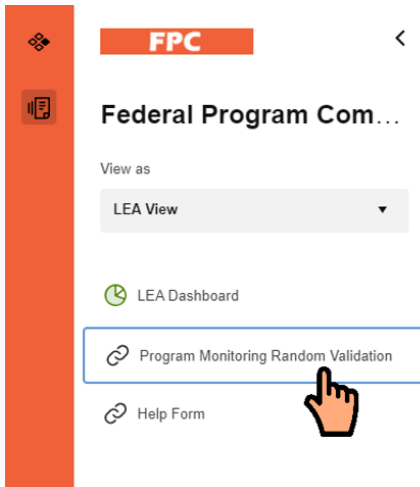 FPC
Federal Program Com...
View as
LEA View
LEA Dashboard
Program Monitoring Random Validation
Help Form